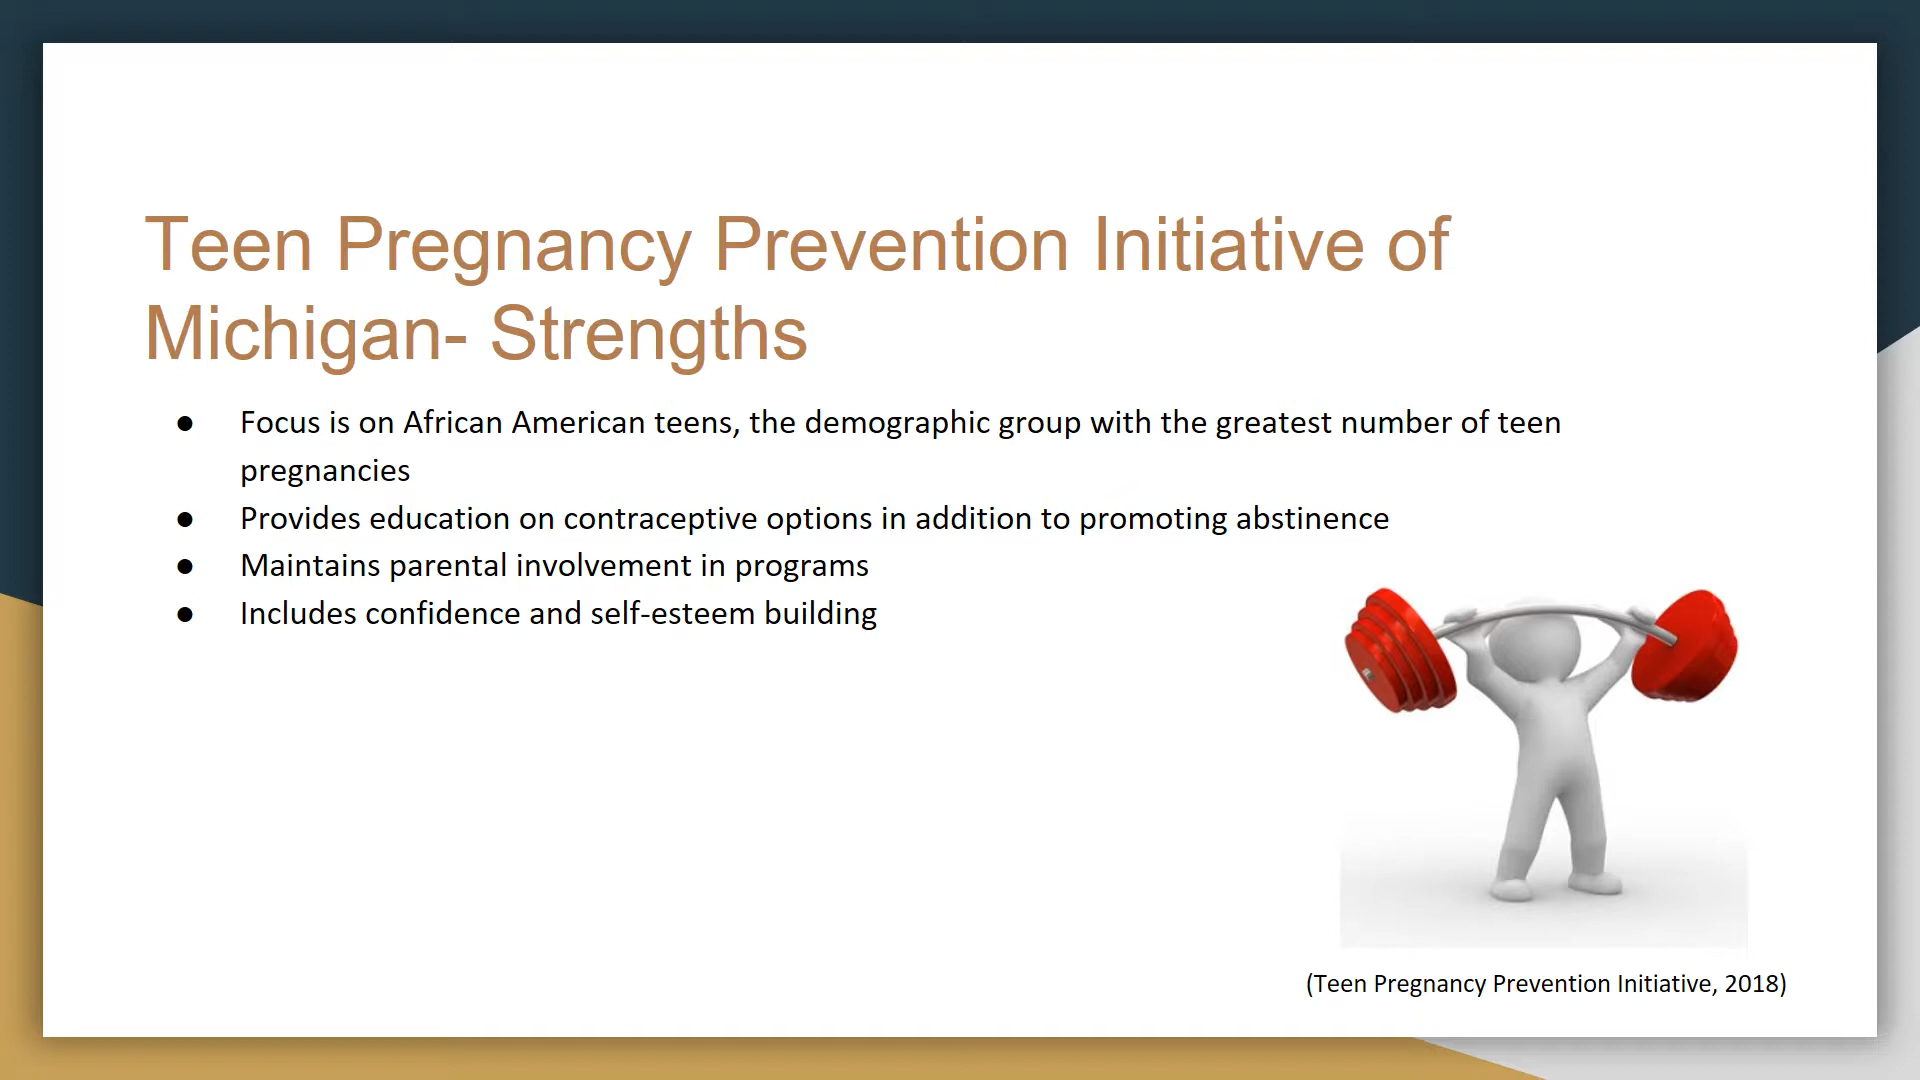 Teen Pregnancy Prevention Initiative of
Michigan- Strengths
● Focus is on African American teens, the demographic group with the greatest number of teen
pregnancies
● Provides education on contraceptive options in addition to promoting abstinence
● Maintains parental involvement in programs
● Includes confidence and self-esteem building
(Teen Pregnancy Prevention Initiative, 2018)